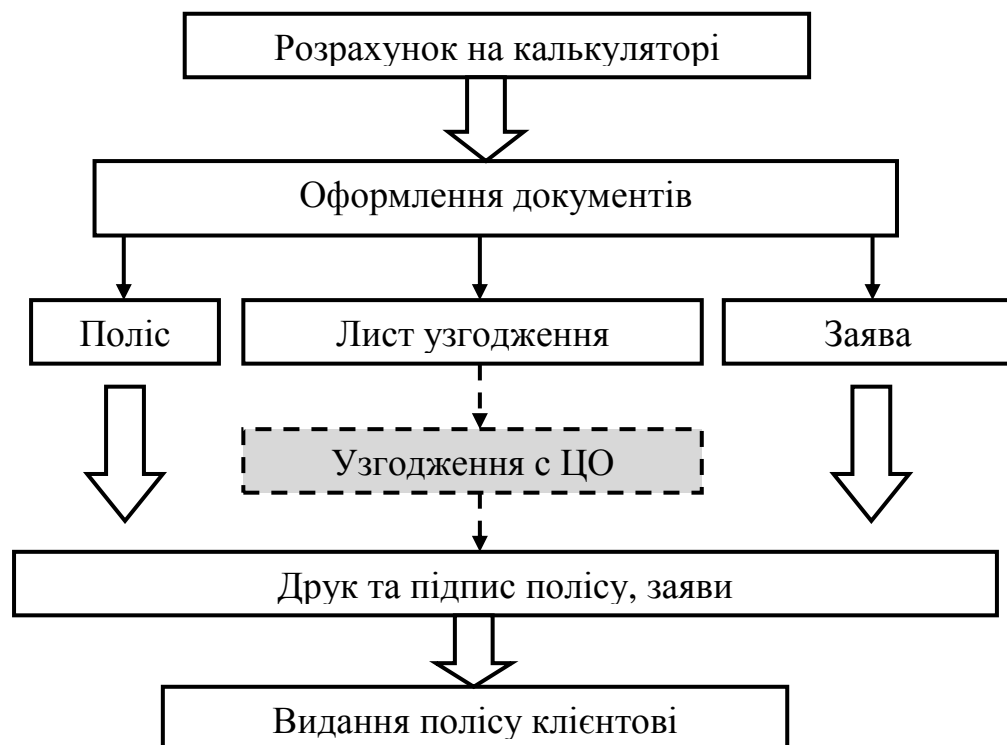 Розрахунок на калькуляторі
Оформлення документів
Поліс
Лист узгодження
Заява
Узгодження с ЦО
Друк та підпис полісу, заяви
Видання полісу клієнтові